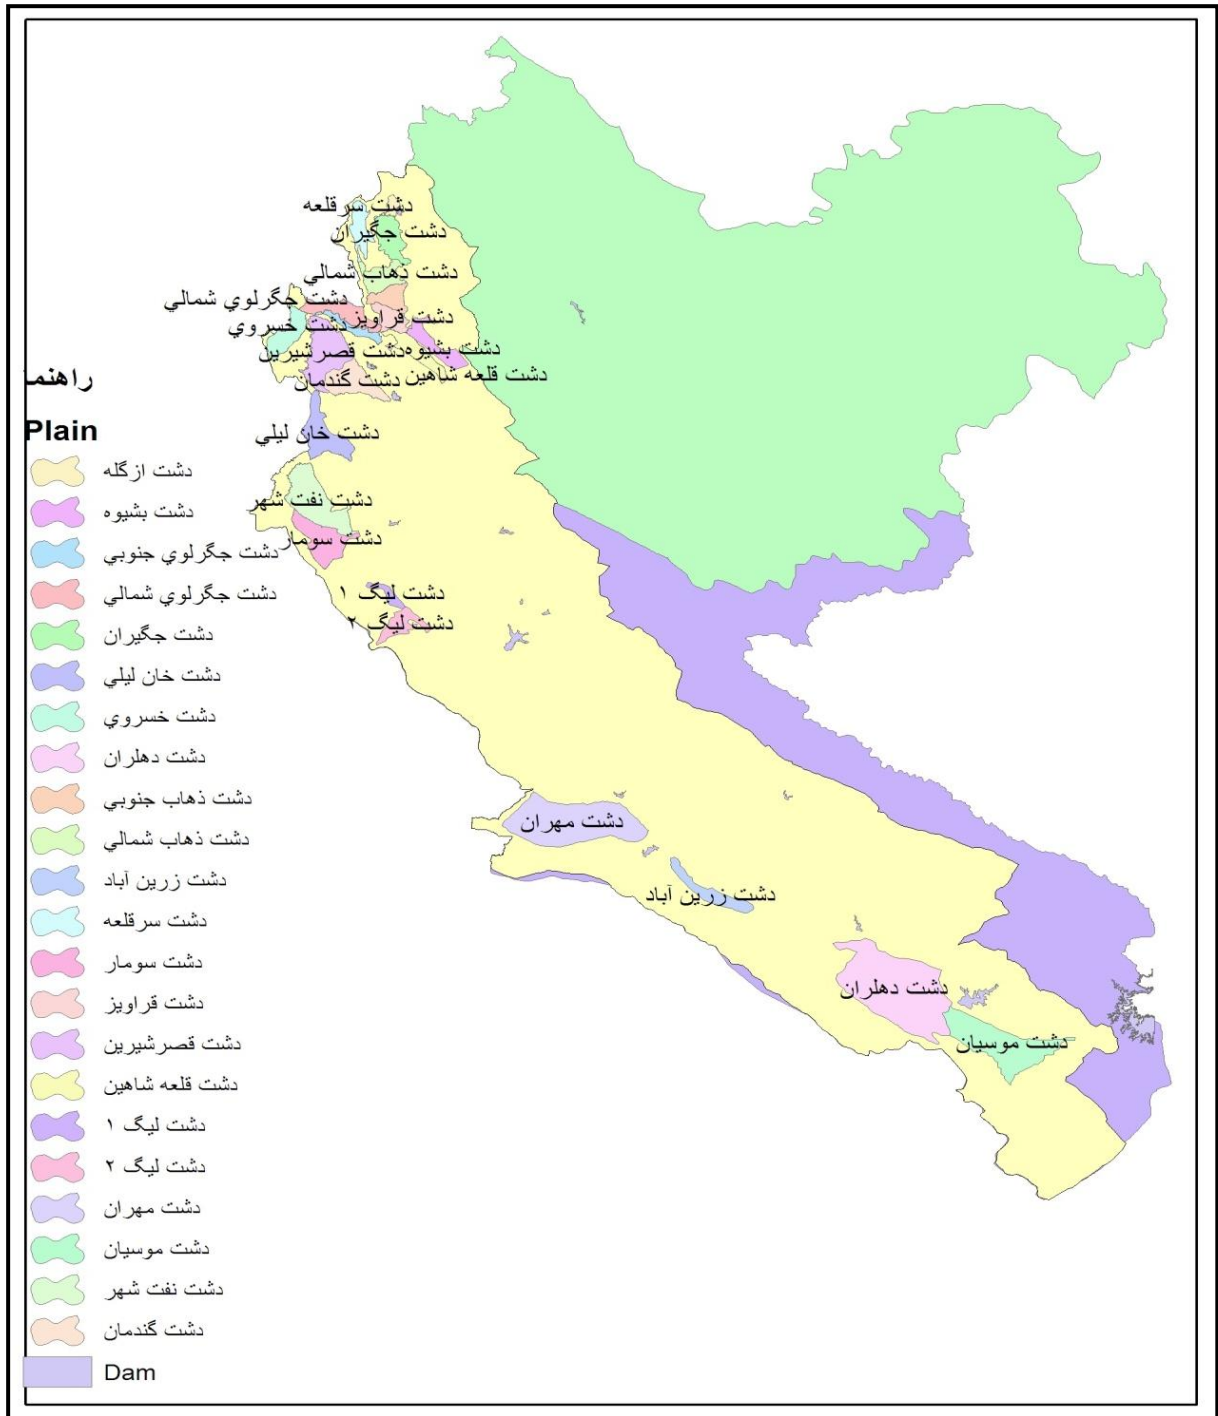 دشت سرقلعه
دشت جگيران
دشت ذهاب شمالي
دشت جگرلوي شمالي
دشت قراويز
دشت خسروي
دشت بشيوه
دشت قصرشيرين
دشت قلعه شاهين
دشت گندمان
دشت خان ليلي
دشت نفت شهر
دشت سومار
دشت ليگ ۱
دشت ليگ ۲
دشت مهران
دشت زرين آباد
دشت دهلران
دشت موسيان
راهنم
Plain
دشت ازگله
دشت بشيوه
دشت جگرلوي جنوبي
دشت جگرلوي شمالي
دشت جگيران
دشت خان ليلي
دشت خسروي
دشت دهلران
دشت ذهاب جنوبي
دشت ذهاب شمالي
دشت زرين آباد
دشت سرقلعه
دشت سومار
دشت قراويز
دشت قصرشيرين
دشت قلعه شاهين
دشت ليگ ۱
دشت ليگ ۲
دشت مهران
دشت موسيان
دشت نفت شهر
دشت گندمان
Dam